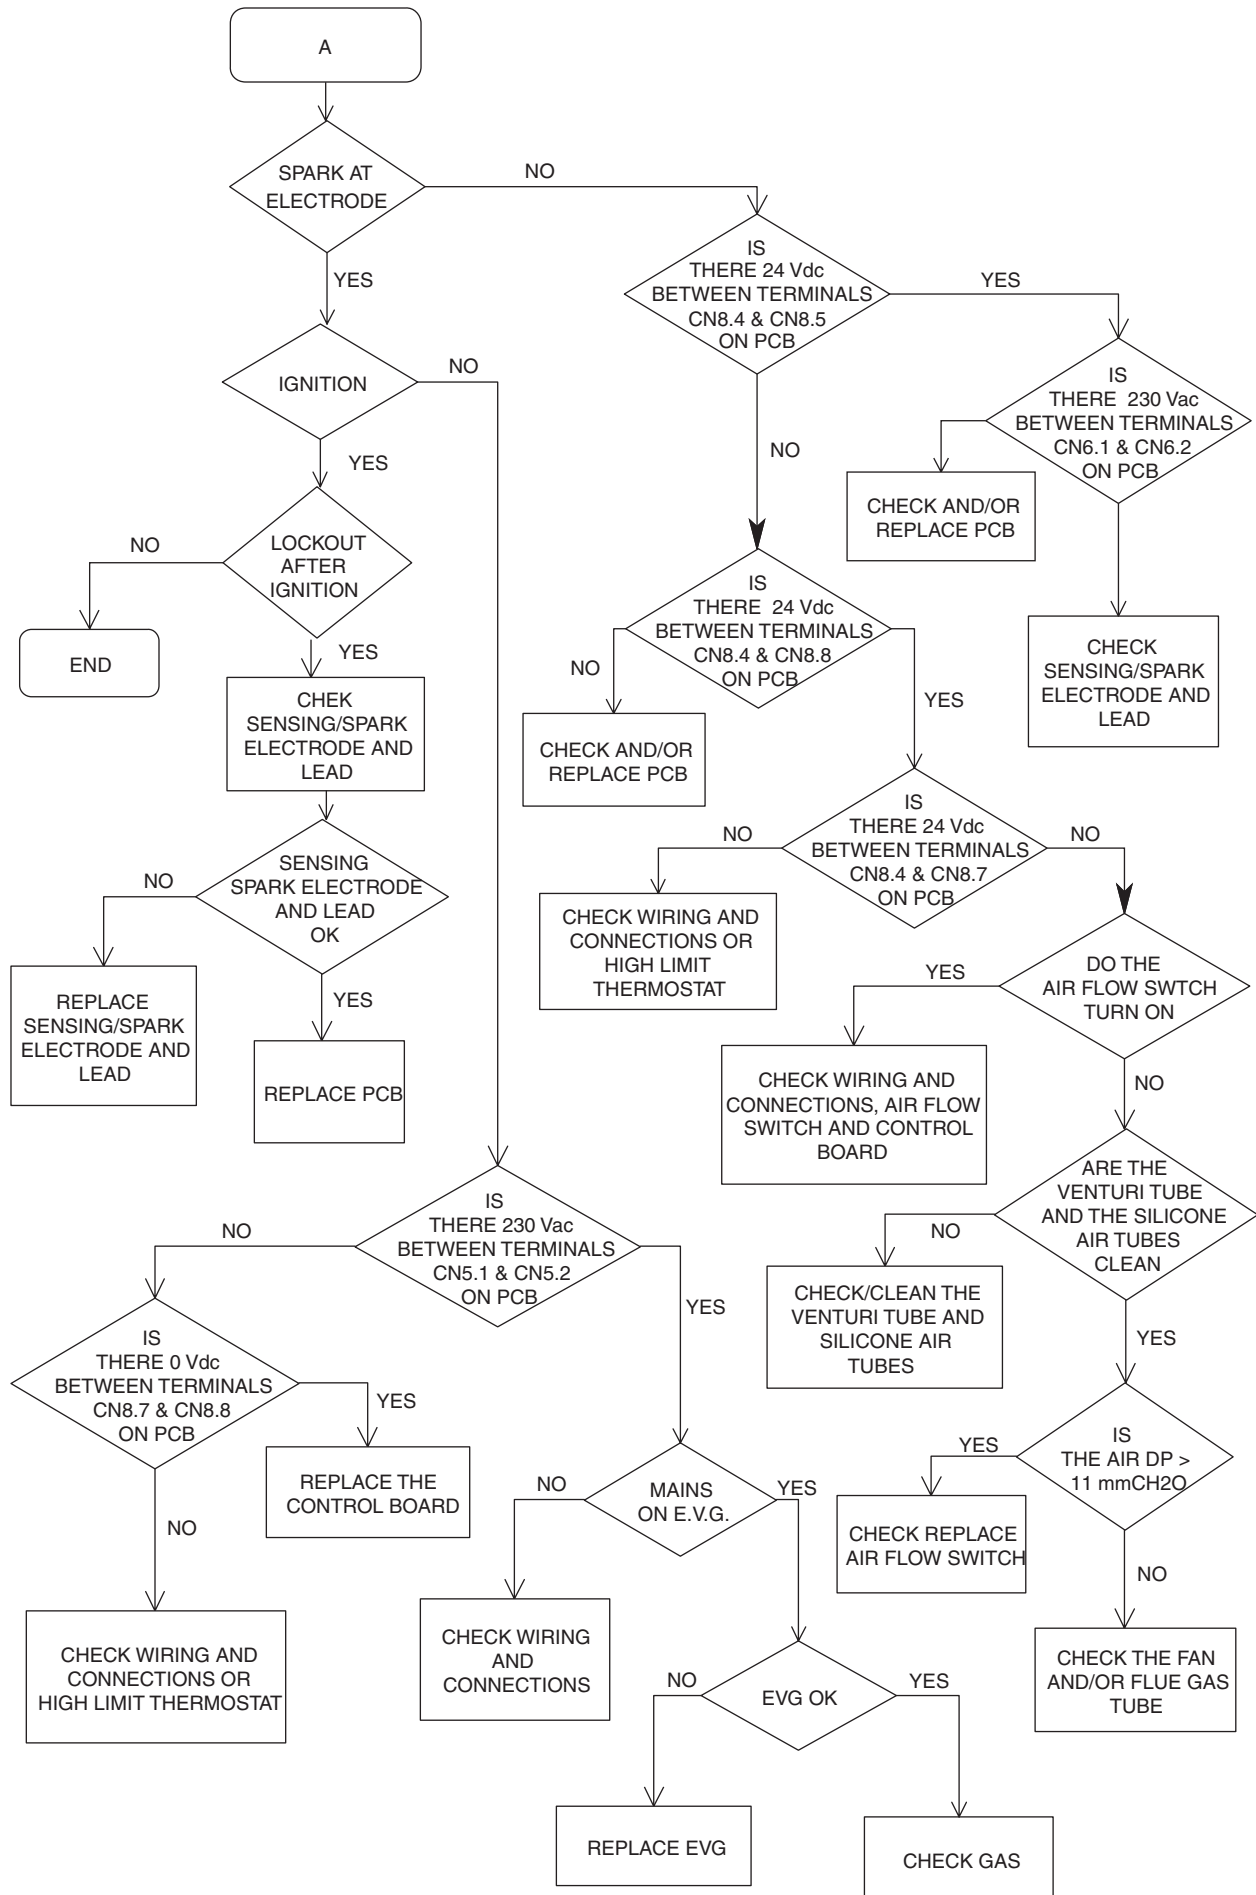 A
SPARK AT
ELECTRODE
NO
YES
IS
THERE 24 Vdc
BETWEEN TERMINALS
CN8.4 & CN8.5
ON PCB
YES
IGNITION
NO
IS
THERE 230 Vac
BETWEEN TERMINALS
CN6.1 & CN6.2
ON PCB
NO
YES
CHECK AND/OR
REPLACE PCB
LOCKOUT
AFTER
IGNITION
NO
END
YES
IS
THERE 24 Vdc
BETWEEN TERMINALS
CN8.4 & CN8.8
ON PCB
NO
YES
CHECK
SENSING/SPARK
ELECTRODE AND
LEAD
CHEK
SENSING/SPARK
ELECTRODE AND
LEAD
CHECK AND/OR
REPLACE PCB
IS
THERE 24 Vdc
BETWEEN TERMINALS
CN8.4 & CN8.7
ON PCB
NO
NO
SENSING
SPARK ELECTRODE
AND LEAD
OK
NO
YES
CHECK WIRING AND
CONNECTIONS OR
HIGH LIMIT
THERMOSTAT
DO THE
AIR FLOW SWTCH
TURN ON
YES
NO
REPLACE
SENSING/SPARK
ELECTRODE AND
LEAD
REPLACE PCB
CHECK WIRING AND
CONNECTIONS, AIR FLOW
SWITCH AND CONTROL
BOARD
ARE THE
VENTURI TUBE
AND THE SILICONE
AIR TUBES
CLEAN
NO
YES
IS
THERE 230 Vac
BETWEEN TERMINALS
CN5.1 & CN5.2
ON PCB
NO
YES
CHECK/CLEAN THE
VENTURI TUBE AND
SILICONE AIR
TUBES
IS
THERE 0 Vdc
BETWEEN TERMINALS
CN8.7 & CN8.8
ON PCB
YES
NO
REPLACE THE
CONTROL BOARD
IS
THE AIR DP >
11 mmCH2O
YES
NO
MAINS
ON E.V.G.
NO
YES
CHECK REPLACE
AIR FLOW SWITCH
CHECK WIRING AND
CONNECTIONS OR
HIGH LIMIT THERMOSTAT
CHECK WIRING
AND
CONNECTIONS
EVG OK
NO
YES
CHECK THE FAN
AND/OR FLUE GAS
TUBE
REPLACE EVG
CHECK GAS